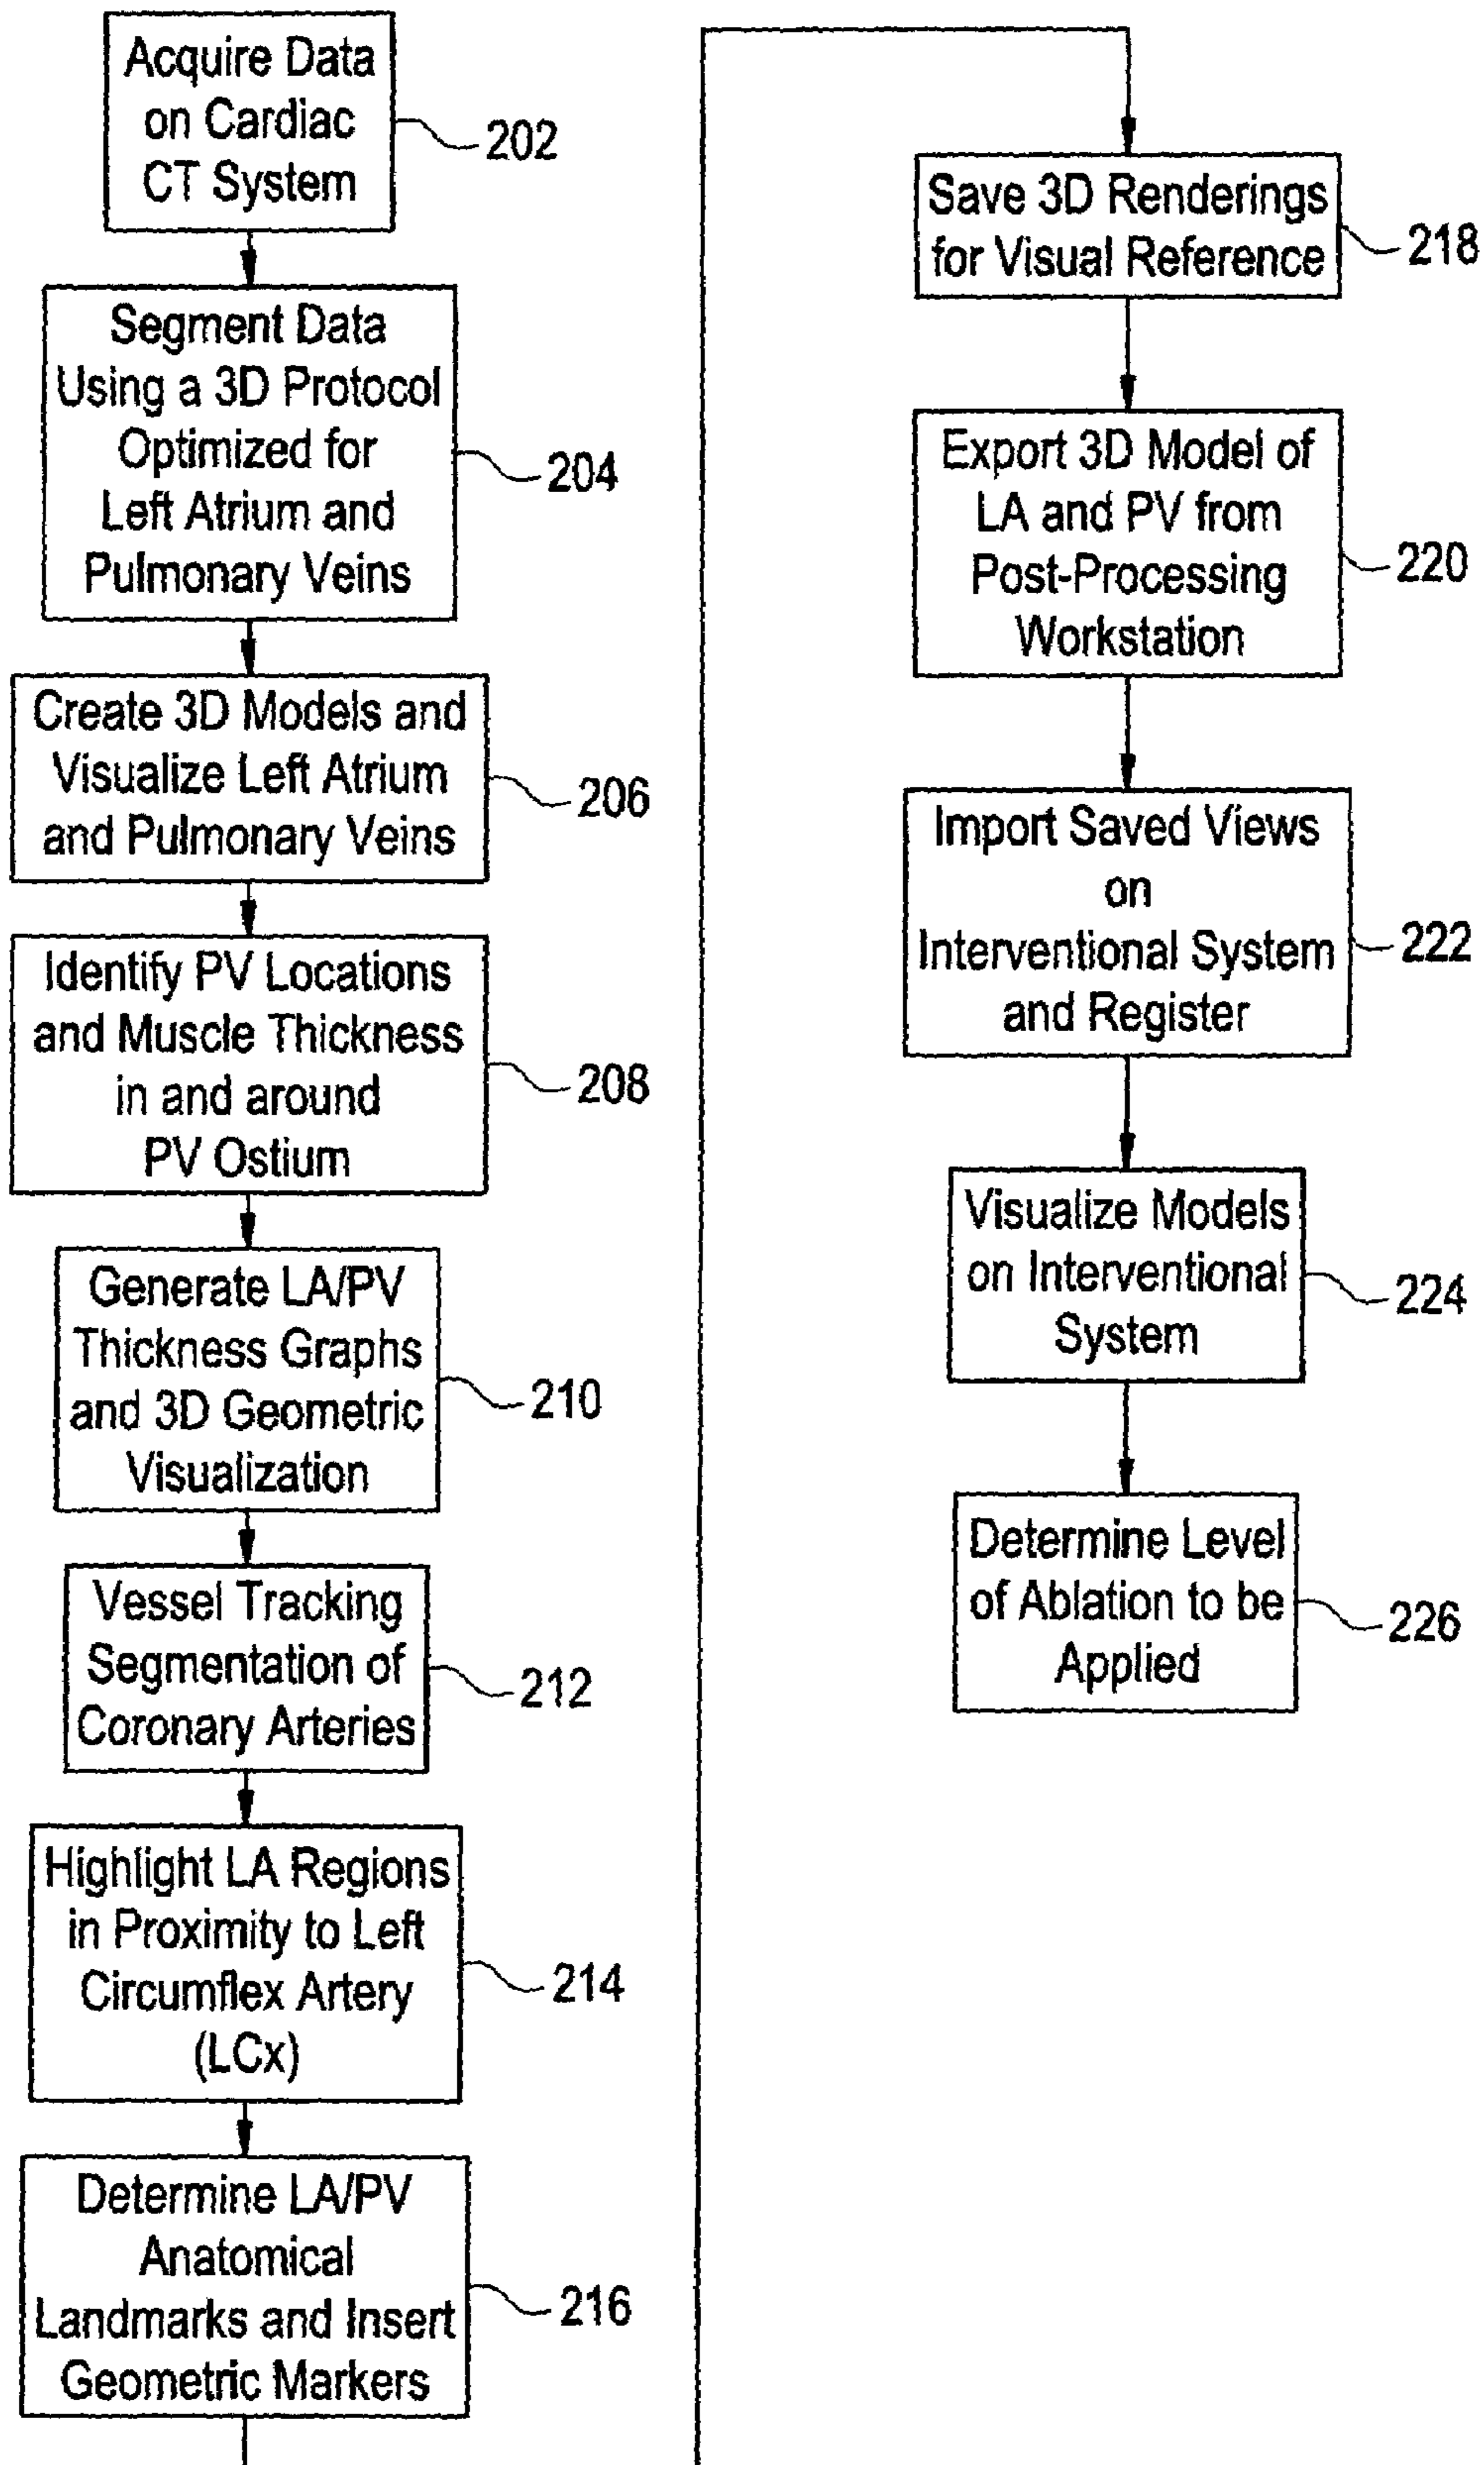 Acquire Data
on Cardiac
CT System
202
Segment Data
Using a 3D Protocol
Optimized for
Left Atrium and
Pulmonary Veins
204
Create 3D Models and
Visualize Left Atrium
and Pulmonary Veins
206
Identify PV Locations
and Muscle Thickness
in and around
PV Ostium
208
Generate LA/PV
Thickness Graphs
and 3D Geometric
Visualization
210
Vessel Tracking
Segmentation of
Coronary Arteries
212
Highlight LA Regions
in Proximity to Left
Circumflex Artery
(LCx)
214
Determine LA/PV
Anatomical
Landmarks and Insert
Geometric Markers
216
Save 3D Renderings
for Visual Reference
218
Export 3D Model of
LA and PV from
Post-Processing
Workstation
220
Import Saved Views
on
Interventional System
and Register
222
Visualize Models
on Interventional
System
224
Determine Level
of Ablation to be
Applied
226